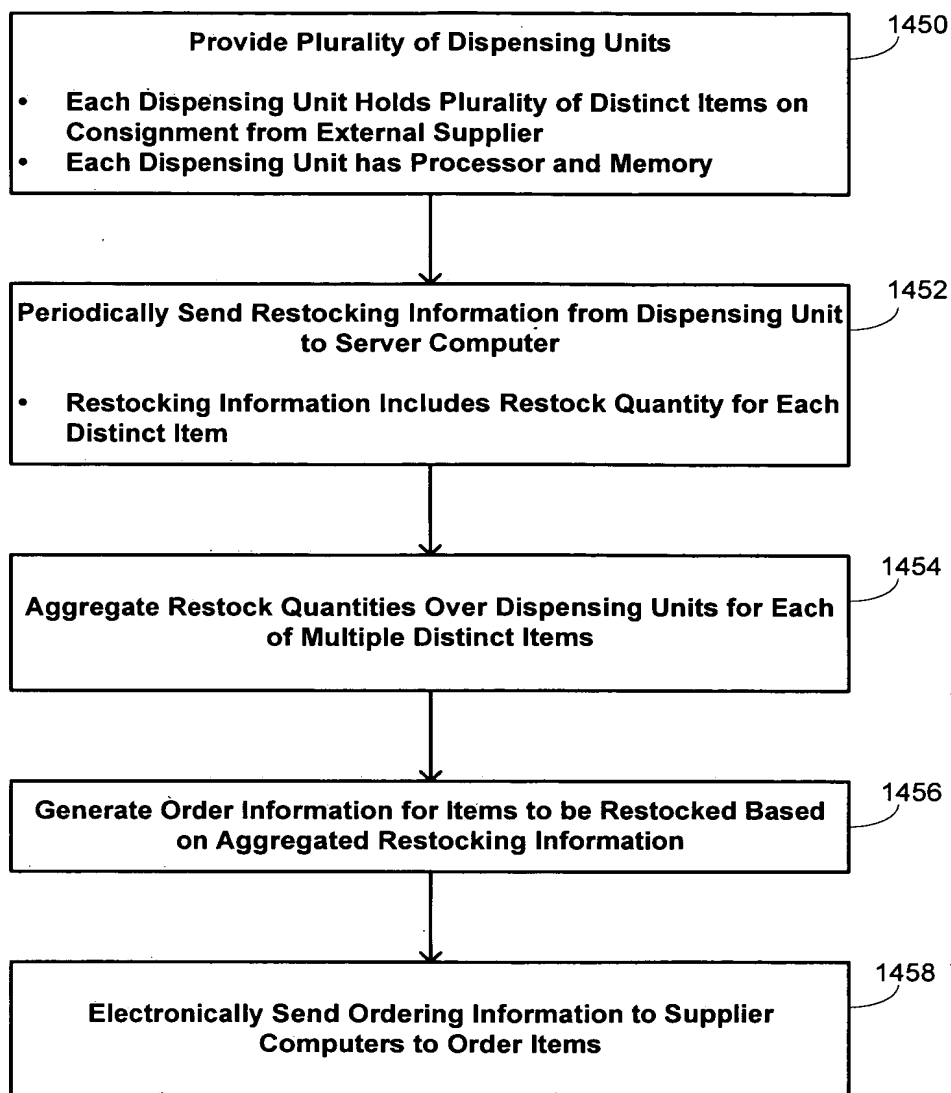 1450
Provide Plurality of Dispensing Units
• Each Dispensing Unit Holds Plurality of Distinct Items on
Consignment from External Supplier
• Each Dispensing Unit has Processor and Memory
1452
Periodically Send Restocking Information from Dispensing Unit
to Server Computer
• Restocking Information Includes Restock Quantity for Each
Distinct Item
1454
Aggregate Restock Quantities Over Dispensing Units for Each
of Multiple Distinct Items
1456
Generate Order Information for Items to be Restocked Based
on Aggregated Restocking Information
1458
Electronically Send Ordering Information to Supplier
Computers to Order Items